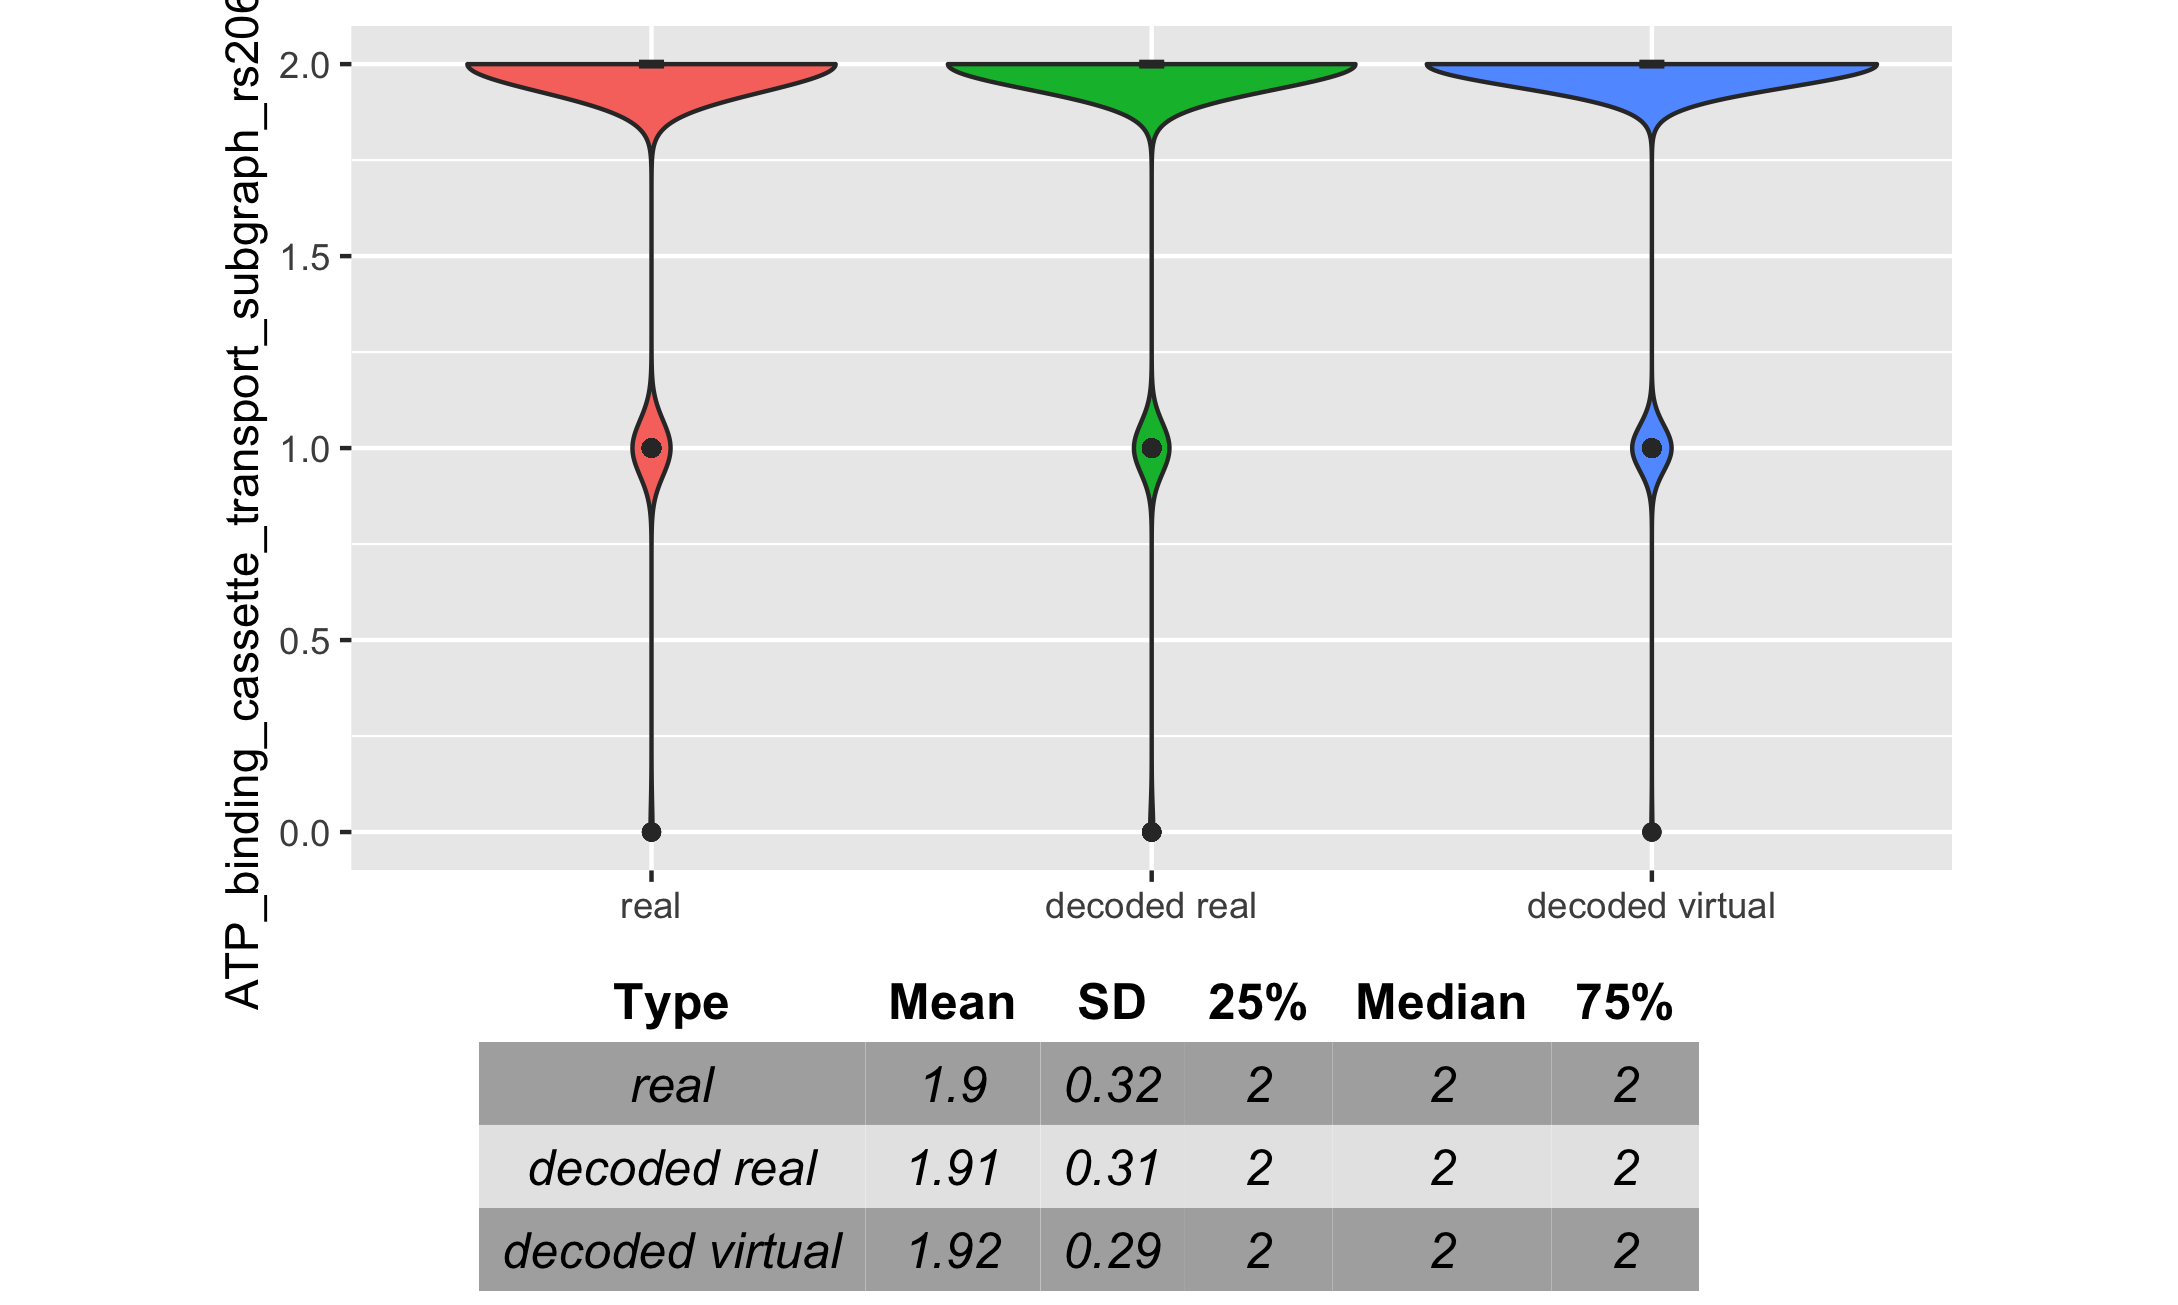 ATP_binding_cassette_transport_subgraph_rs206
2.0
1.5
1.0
0.5
0.0
real decoded real decoded virtual
Type Mean SD 25% Median 75%
real 1.9 0.32 2 2 2
decoded real 1.91 0.31 2 2 2
decoded virtual 1.92 0.29 2 2 2